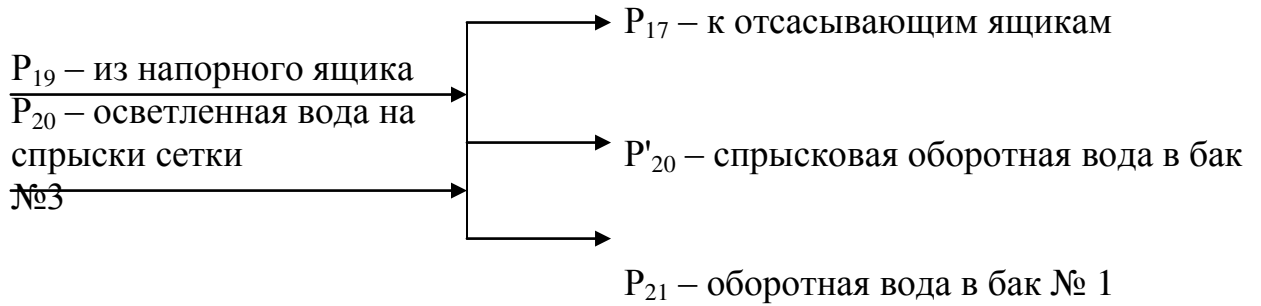 P₁₇ – к отсасывающим ящикам
P₁₉ – из напорного ящика
P₂₀ – осветленная вода на
спрыски сетки
№3
P'₂₀ – спрысковая оборотная вода в бак
P₂₁ – оборотная вода в бак № 1